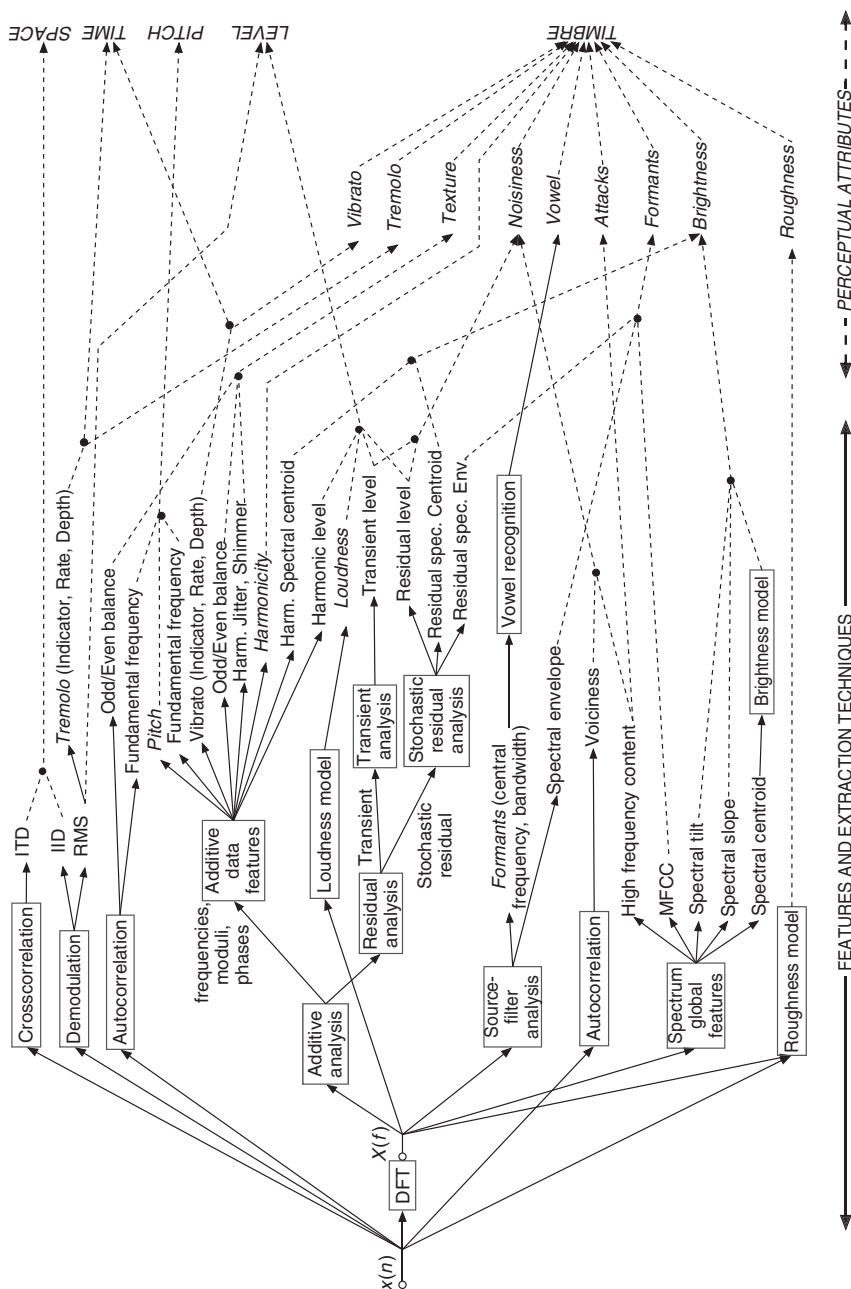 x(n)
DFT
X(f)
Crosscorrelation
ITD
Demodulation
IID
RMS
Tremolo (Indicator, Rate, Depth)
Autocorrelation
Odd/Even balance
Fundamental frequency
Additive
analysis
frequencies,
moduli,
phases
Additive
data
features
Pitch
Fundamental frequency
Vibrato (Indicator, Rate, Depth)
Odd/Even balance
Harm. Jitter, Shimmer
Harmonicity
Harm. Spectral centroid
Harmonic level
Loudness model
Loudness
Residual
analysis
Transient
Transient
analysis
Transient level
Stochastic
residual
Stochastic
residual
analysis
Residual level
Residual spec. Centroid
Residual spec. Env.
Source-
filter
analysis
Formants (central
frequency, bandwidth)
Vowel recognition
Spectral envelope
Autocorrelation
Voiciness
Spectrum
global
features
High frequency content
MFCC
Spectral tilt
Spectral slope
Spectral centroid
Brightness model
Roughness model
Vibrato
Tremolo
Texture
Noisiness
Vowel
Attacks
Formants
Brightness
Roughness
SPACE
TIME
PITCH
LEVEL
TIMBRE
FEATURES AND EXTRACTION TECHNIQUES
PERCEPTUAL ATTRIBUTES